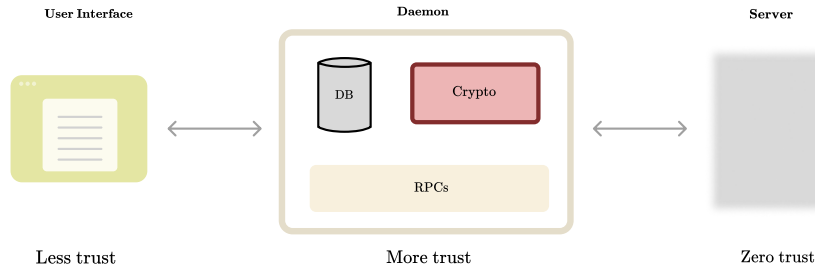 User Interface
Daemon
Server
DB
Crypto
RPCs
Less trust
More trust
Zero trust